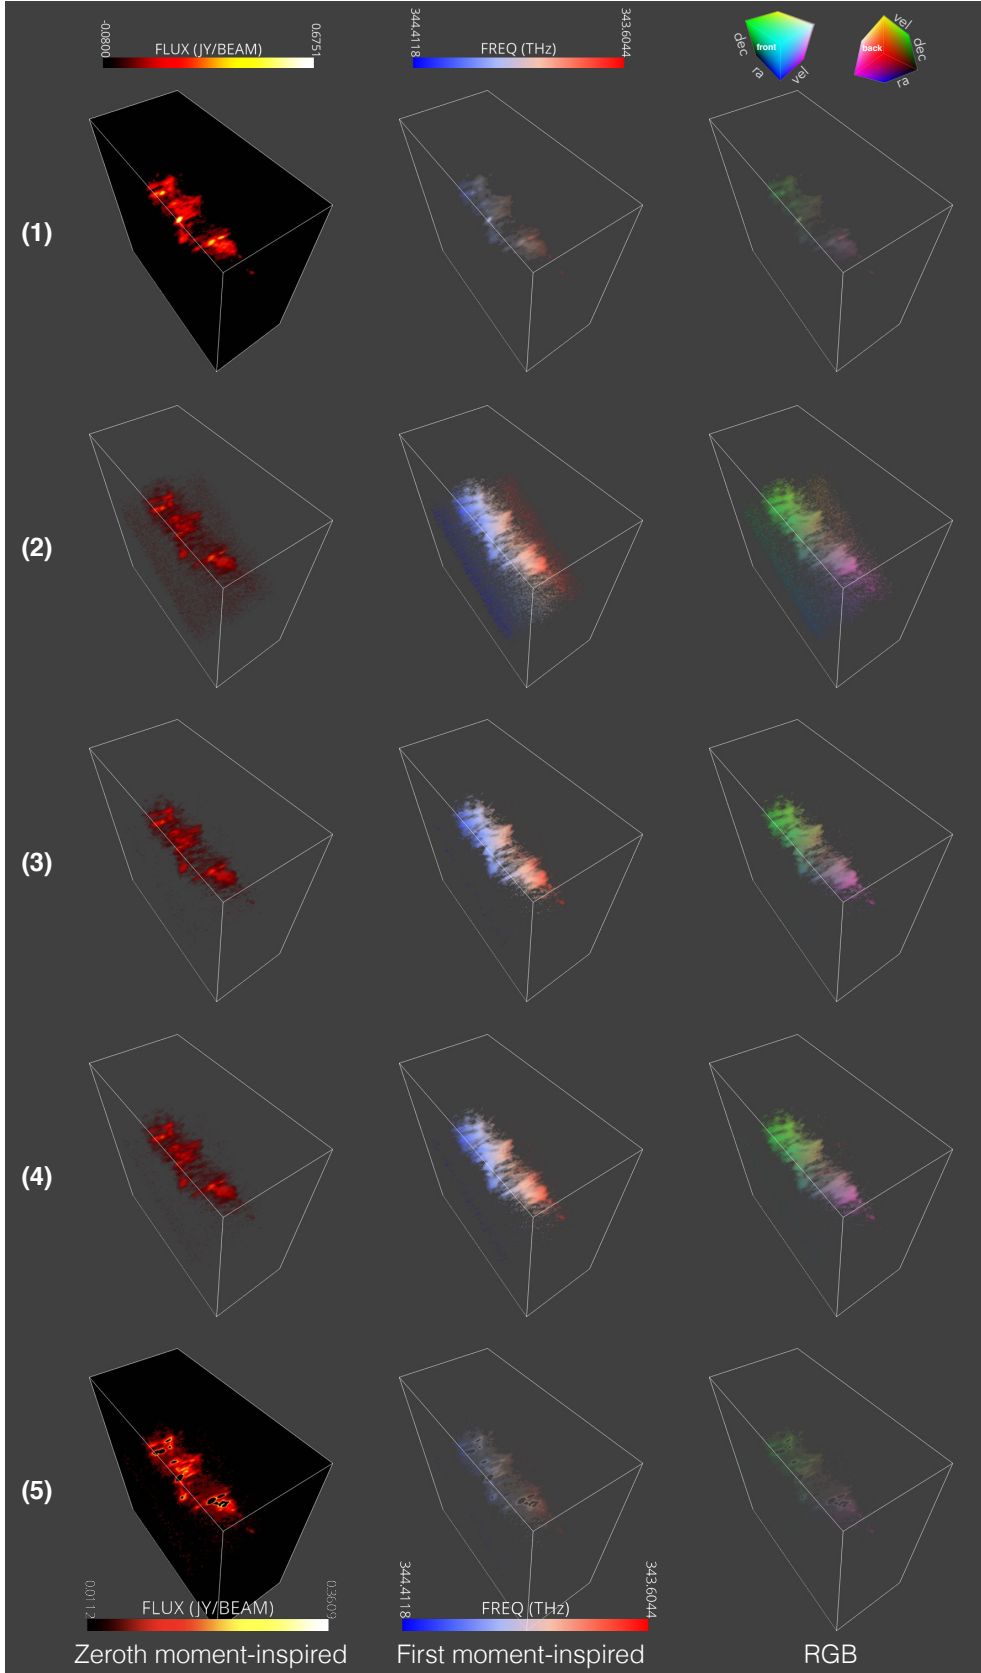 -0.0800
FLUX (JY/BEAM)
0.6751
344.4118
FREQ (THz)
343.6044
dec
front
ra
vel
vel
back
dec
ra
(1)
(2)
(3)
(4)
(5)
0.0112
FLUX (JY/BEAM)
0.3609
344.4118
FREQ (THz)
343.6044
Zeroth moment-inspired
First moment-inspired
RGB